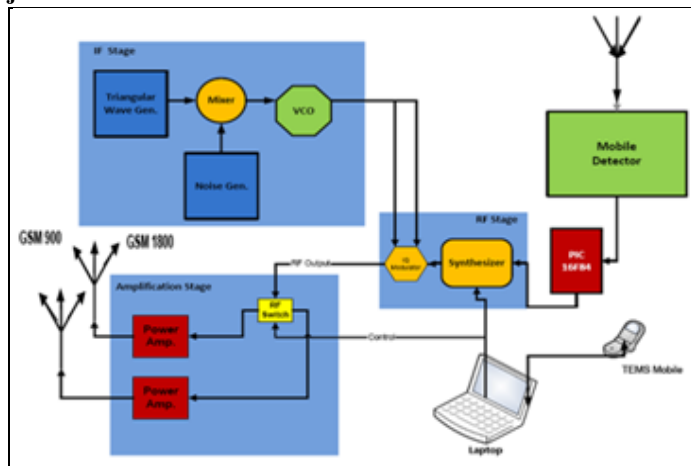 IF Stage
Triangular
Wave Gen.
Mixer
VCO
Noise Gen.
Mobile
Detector
RF Stage
IQ
Modulator
Synthesizer
PIC
16F84
GSM 900
GSM 1800
RF Output
Amplification Stage
RF
Switch
Power
Amp.
Power
Amp.
Control
TEMS Mobile
Laptop